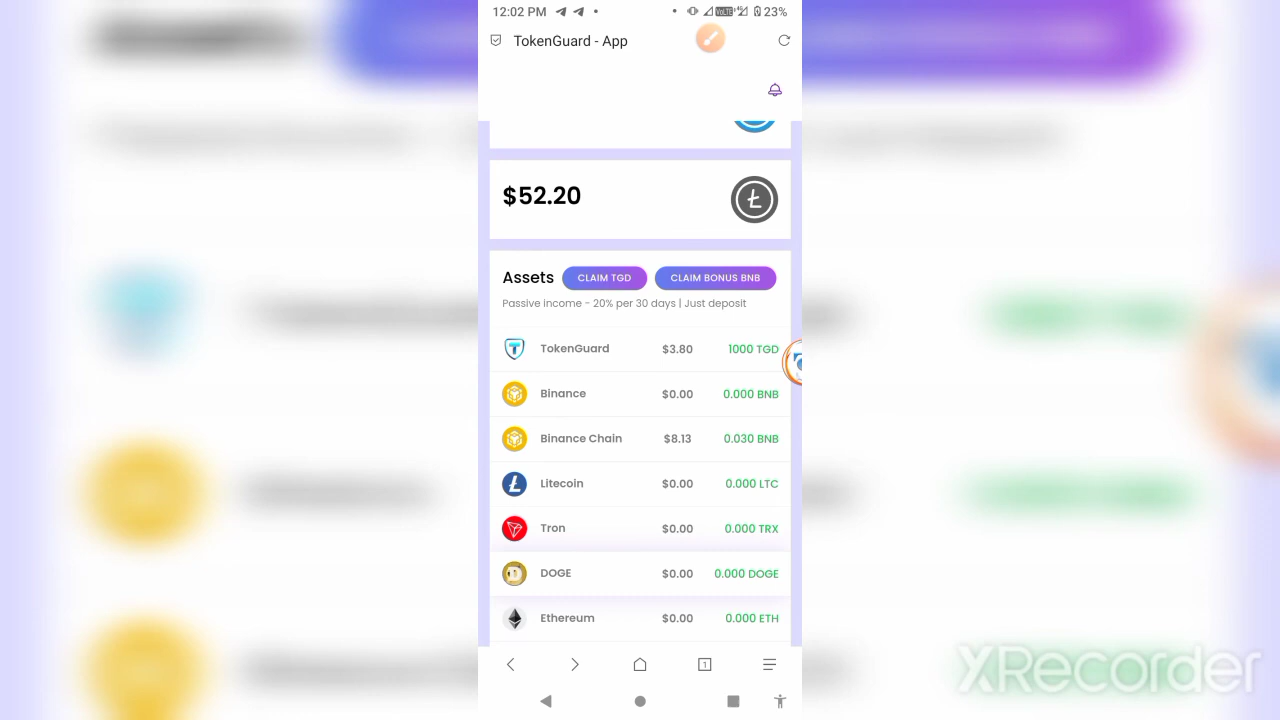 12:02 PM 23%
TokenGuard - App
$52.20
Assets CLAIM TGD CLAIM BONUS BNB
Passive income - 20% per 30 days | Just deposit
TokenGuard $3.80 1000 TGD
Binance $0.00 0.000 BNB
Binance Chain $8.13 0.030 BNB
Litecoin $0.00 0.000 LTC
Tron $0.00 0.000 TRX
DOGE $0.00 0.000 DOGE
Ethereum $0.00 0.000 ETH
1
XRecorder